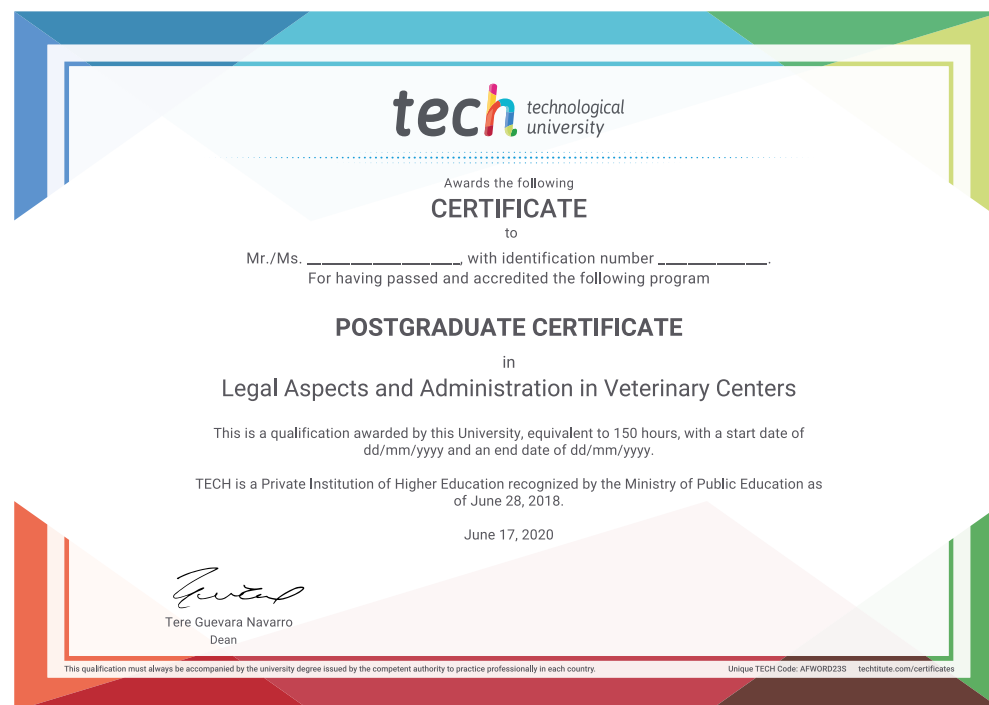 tech technological
university
Awards the following
CERTIFICATE
to
Mr./Ms. ____________________, with identification number ______________.
For having passed and accredited the following program
POSTGRADUATE CERTIFICATE
in
Legal Aspects and Administration in Veterinary Centers
This is a qualification awarded by this University, equivalent to 150 hours, with a start date of
dd/mm/yyyy and an end date of dd/mm/yyyy.
TECH is a Private Institution of Higher Education recognized by the Ministry of Public Education as
of June 28, 2018.
June 17, 2020
Tere Guevara Navarro
Dean
This qualification must always be accompanied by the university degree issued by the competent authority to practice professionally in each country. Unique TECH Code: AFWORD23S techtitute.com/certificates